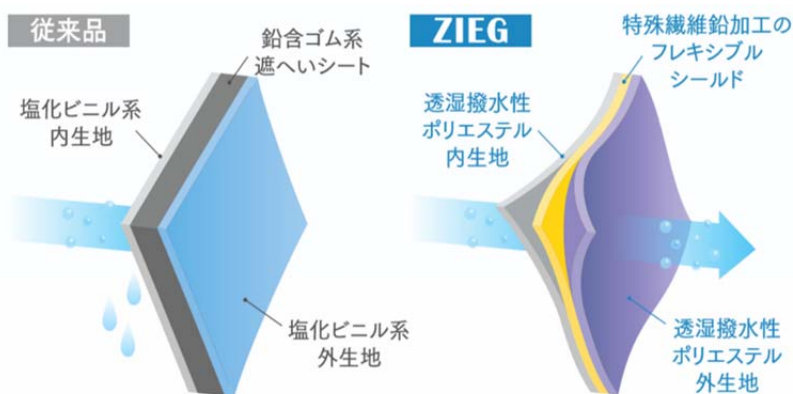 従来品
鉛含ゴム系
遮へいシート
塩化ビニル系
内生地
塩化ビニル系
外生地
ZIEG
特殊繊維鉛加工の
フレキシブル
シールド
透湿撥水性
ポリエステル
内生地
透湿撥水性
ポリエステル
外生地